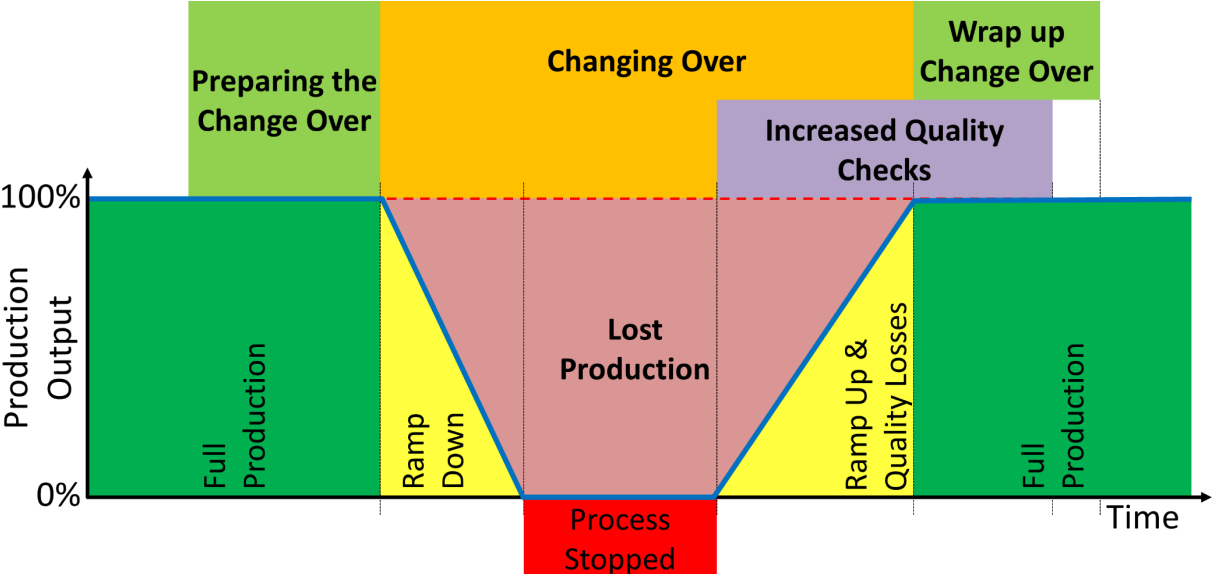 Preparing the
Change Over
Changing Over
Wrap up
Change Over
Increased Quality
Checks
100%
0%
Production
Output
Full
Production
Ramp
Down
Lost
Production
Ramp Up &
Quality Losses
Full
Production
Process
Stopped
Time